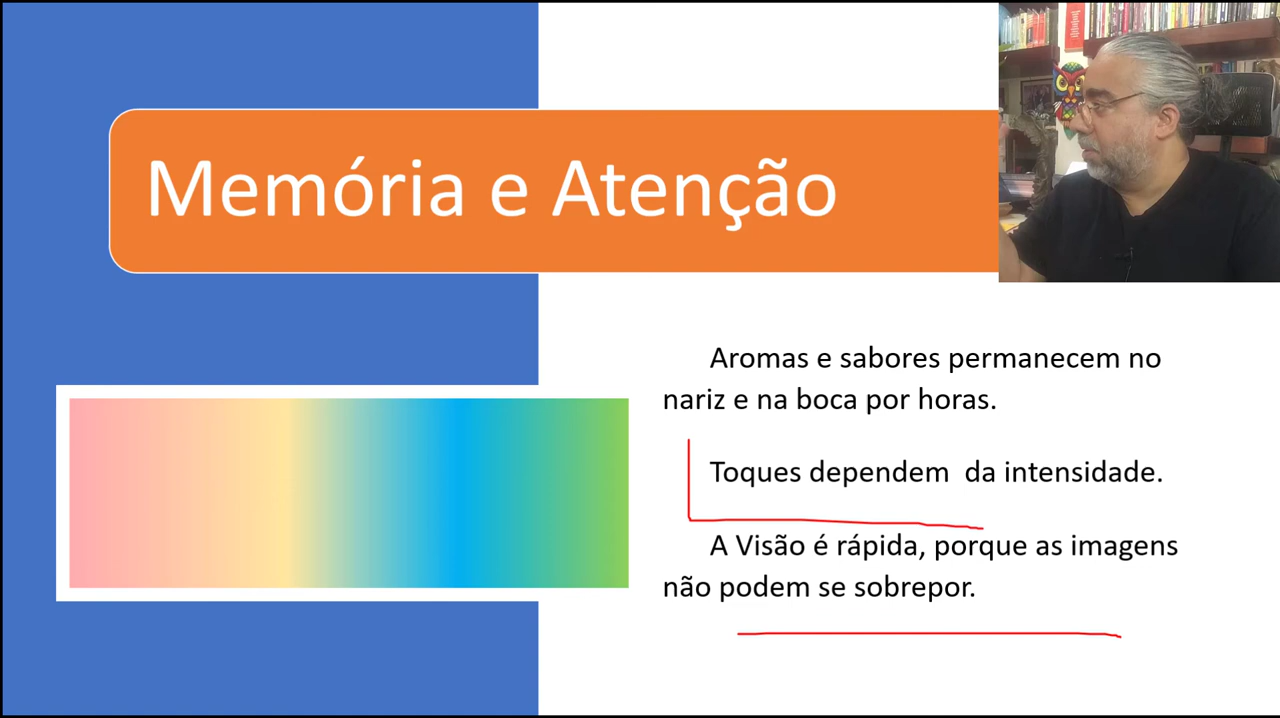 Memória e Atenção
Aromas e sabores permanecem no
nariz e na boca por horas.
Toques dependem  da intensidade.
A Visão é rápida, porque as imagens
não podem se sobrepor.